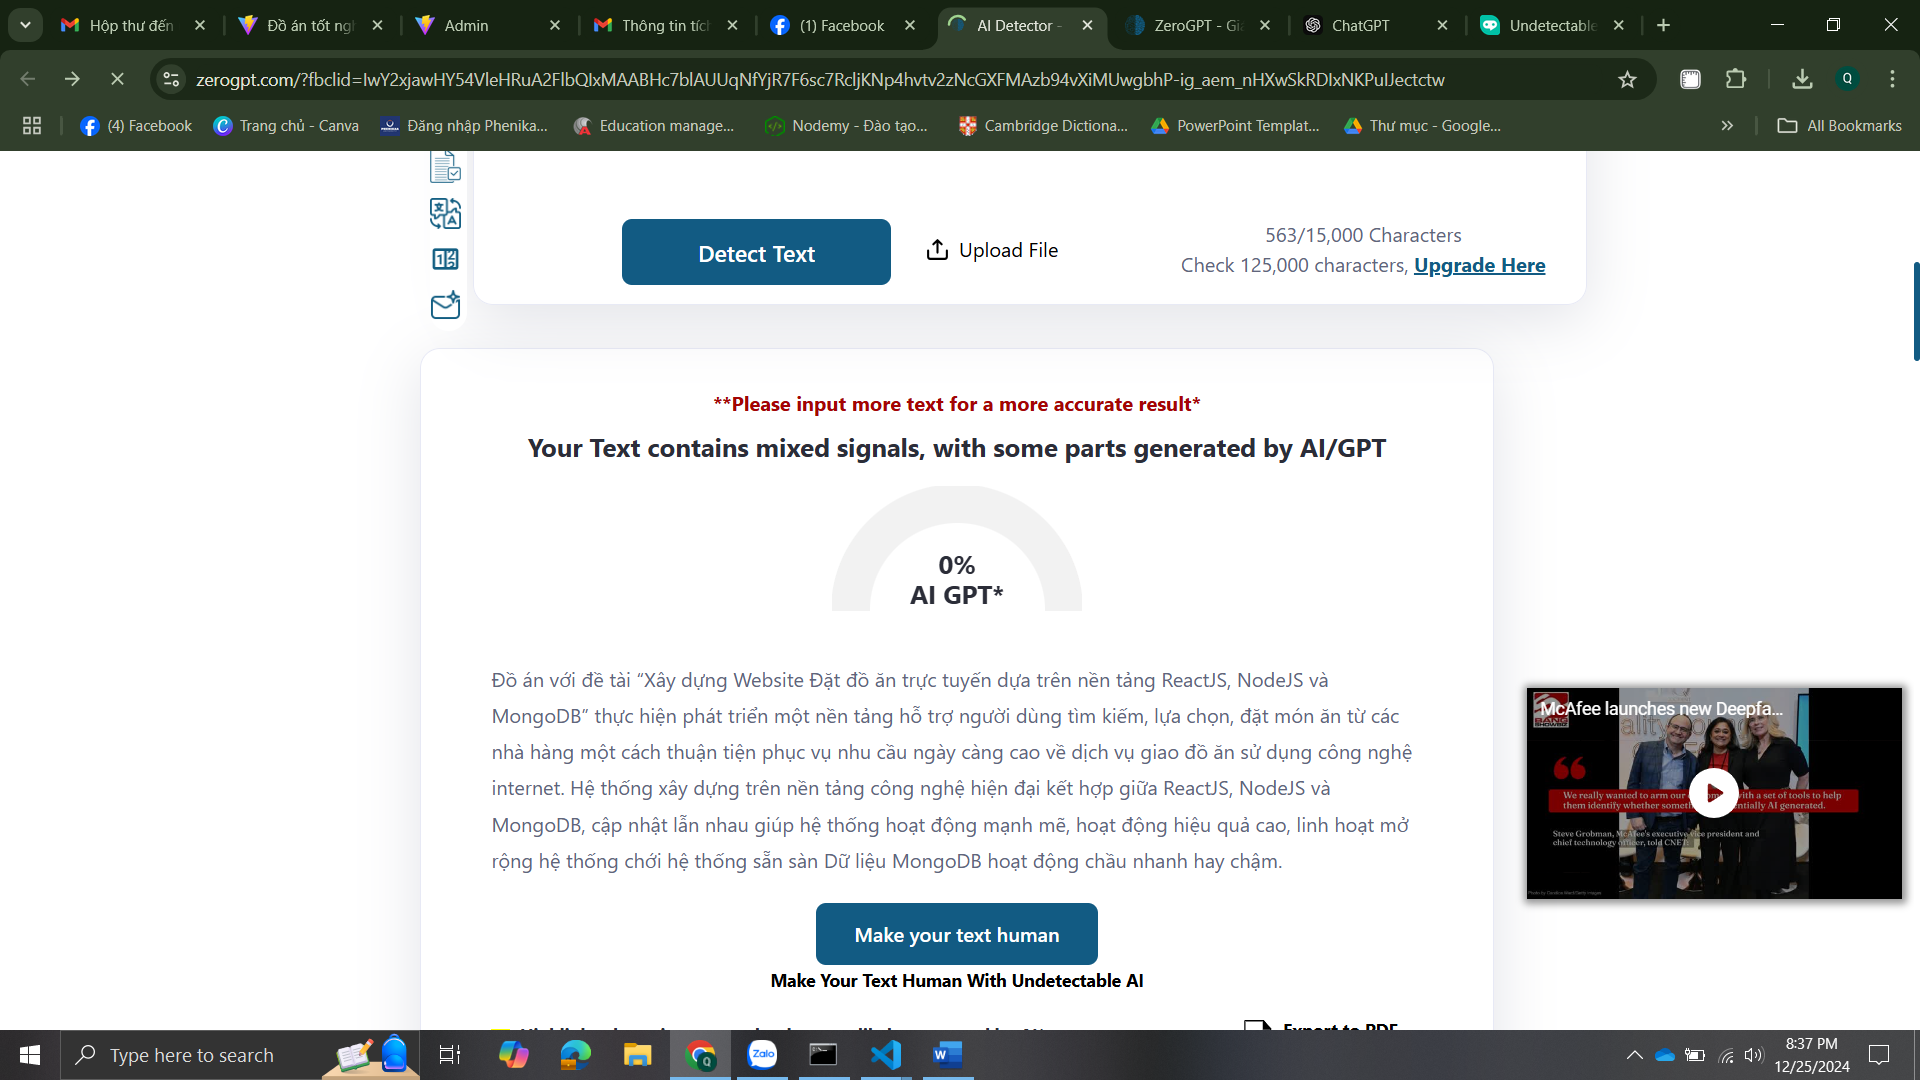 Hộp thư đến
Đồ án tốt ngh
Admin
Thông tin tích
(1) Facebook
AI Detector -
ZeroGPT - Giả
ChatGPT
Undetectable
zerogpt.com/?fbclid=IwY2xjawHY54VleHRuA2FlbQIxMAABHc7blAUUqNfYjR7F6sc7RcljKNp4hvtv2zNcGXFMAzb94vXiMUwgbhP-ig_aem_nHXwSkRDlxNKPulJectctw
Q
(4) Facebook
Trang chủ - Canva
Đăng nhập Phenika...
Education manage...
Nodemy - Đào tạo...
Cambridge Dictiona...
PowerPoint Templat...
Thư mục - Google...
All Bookmarks
Detect Text
Upload File
563/15,000 Characters
Check 125,000 characters, Upgrade Here
**Please input more text for a more accurate result*
Your Text contains mixed signals, with some parts generated by AI/GPT
0%
AI GPT*
Đồ án với đề tài “Xây dựng Website Đặt đồ ăn trực tuyến dựa trên nền tảng ReactJS, NodeJS và
MongoDB” thực hiện phát triển một nền tảng hỗ trợ người dùng tìm kiếm, lựa chọn, đặt món ăn từ các
nhà hàng một cách thuận tiện phục vụ nhu cầu ngày càng cao về dịch vụ giao đồ ăn sử dụng công nghệ
internet. Hệ thống xây dựng trên nền tảng công nghệ hiện đại kết hợp giữa ReactJS, NodeJS và
MongoDB, cập nhật lẫn nhau giúp hệ thống hoạt động mạnh mẽ, hoạt động hiệu quả cao, linh hoạt mở
rộng hệ thống chới hệ thống sẵn sàn Dữ liệu MongoDB hoạt động chầu nhanh hay chậm.
McAfee launches new Deepfa...
We really wanted to arm our
with a set of tools to help
them identify whether
entially AI generated.
Steve Grobman, McAfee's executive vice president and
chief technology officer, told CNET.
Make your text human
Make Your Text Human With Undetectable AI
Export to PDF
Type here to search
Zalo
8:37 PM
12/25/2024